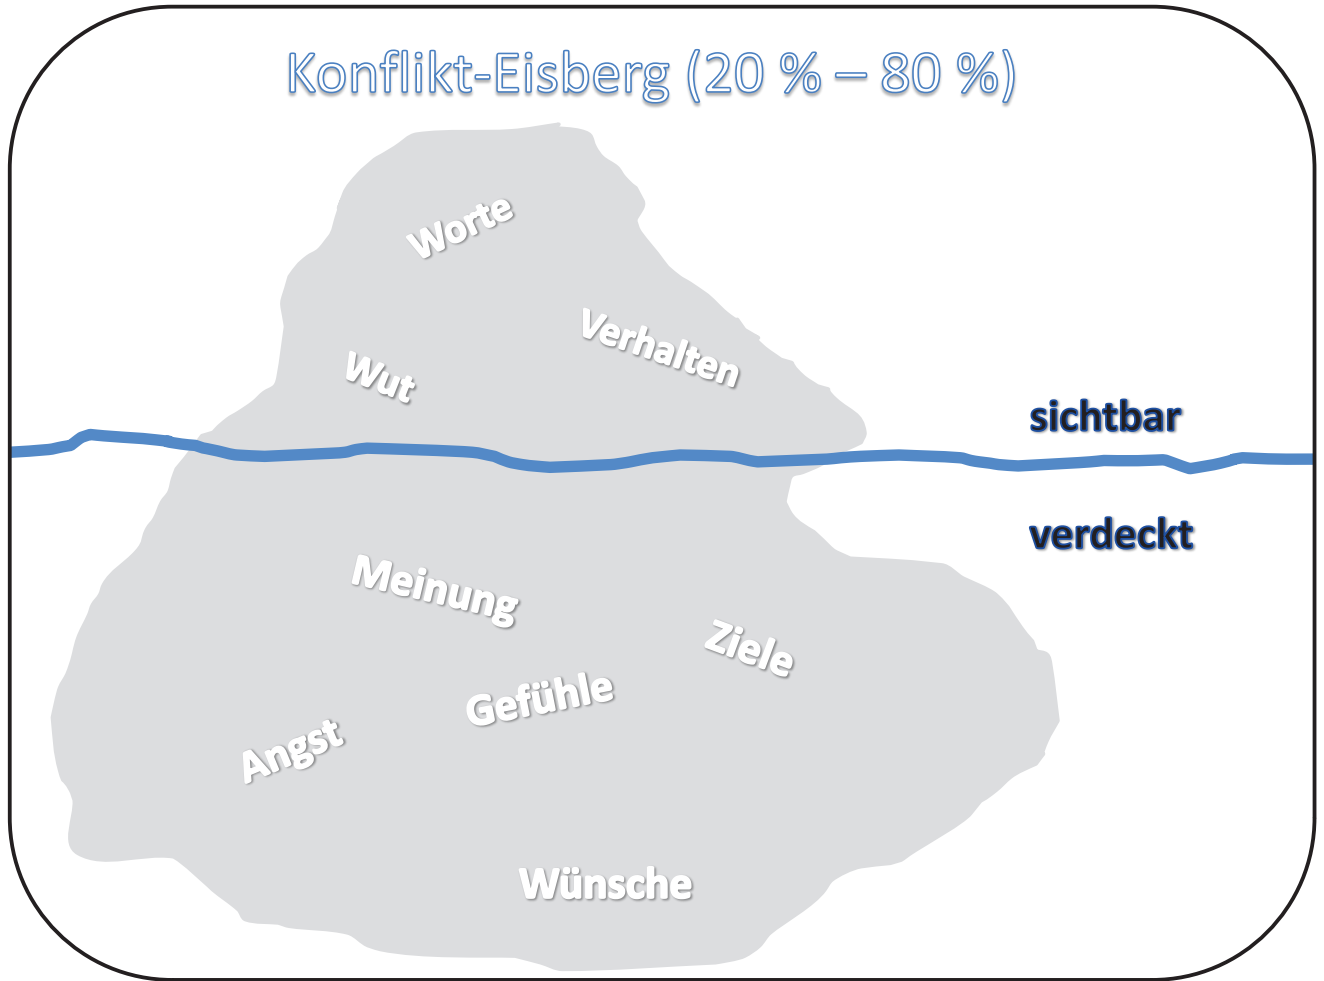 Konflikt-Eisberg (20 % – 80 %)
Worte
Verhalten
Wut
sichtbar
verdeckt
Meinung
Ziele
Gefühle
Angst
Wünsche